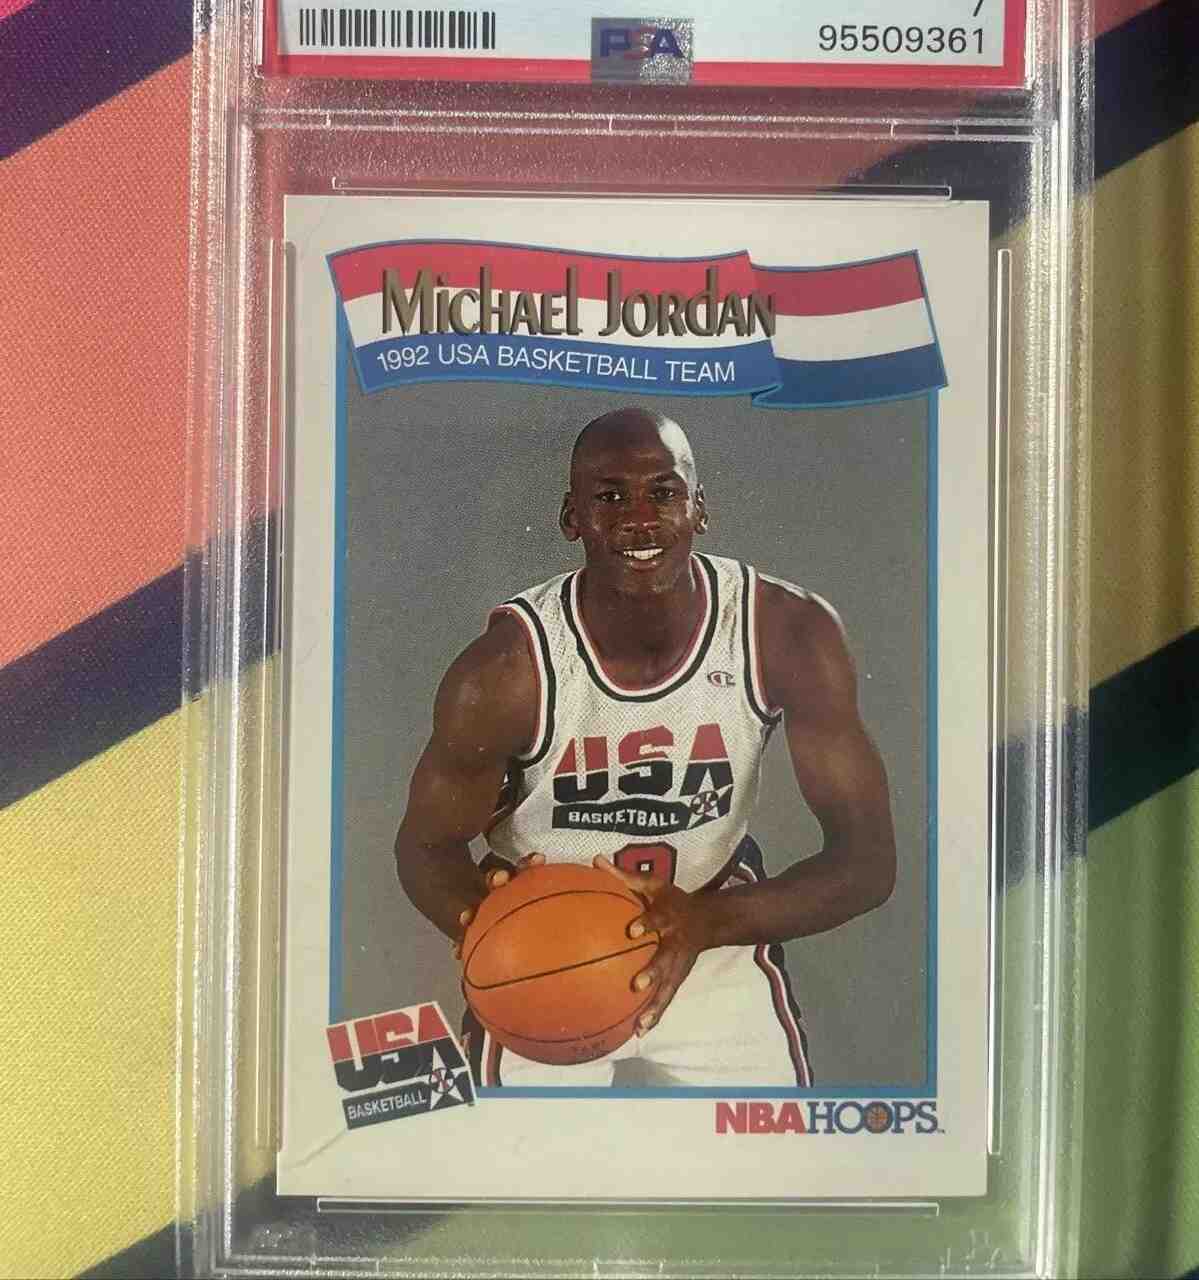 PSA
95509361
Michael Jordan
1992 USA BASKETBALL TEAM
USA
BASKETBALL
USA
BASKETBALL
NBA HOOPS